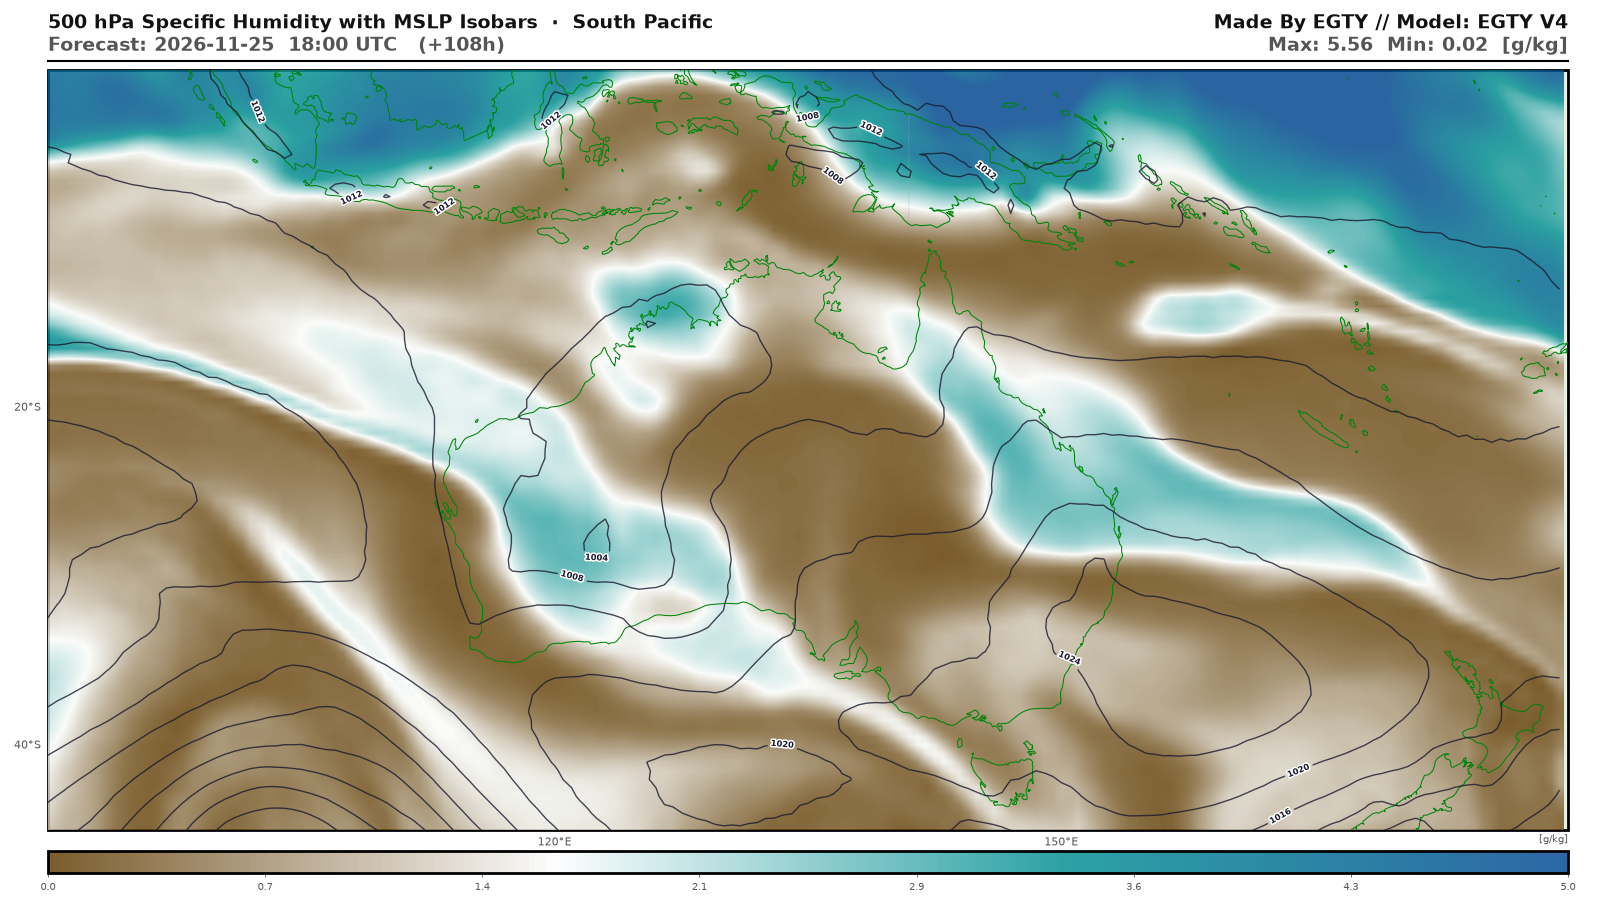 500 hPa Specific Humidity with MSLP Isobars · South Pacific
Made By EGTY // Model: EGTY V4
Forecast: 2026-11-25 18:00 UTC (+108h)
Max: 5.56 Min: 0.02 [g/kg]
1012
1012
1008
1012
1012
1008
1012
1012
20°S
1004
1008
1024
40°S
1020
1020
1016
120°E
150°E
[g/kg]
0.0
0.7
1.4
2.1
2.9
3.6
4.3
5.0